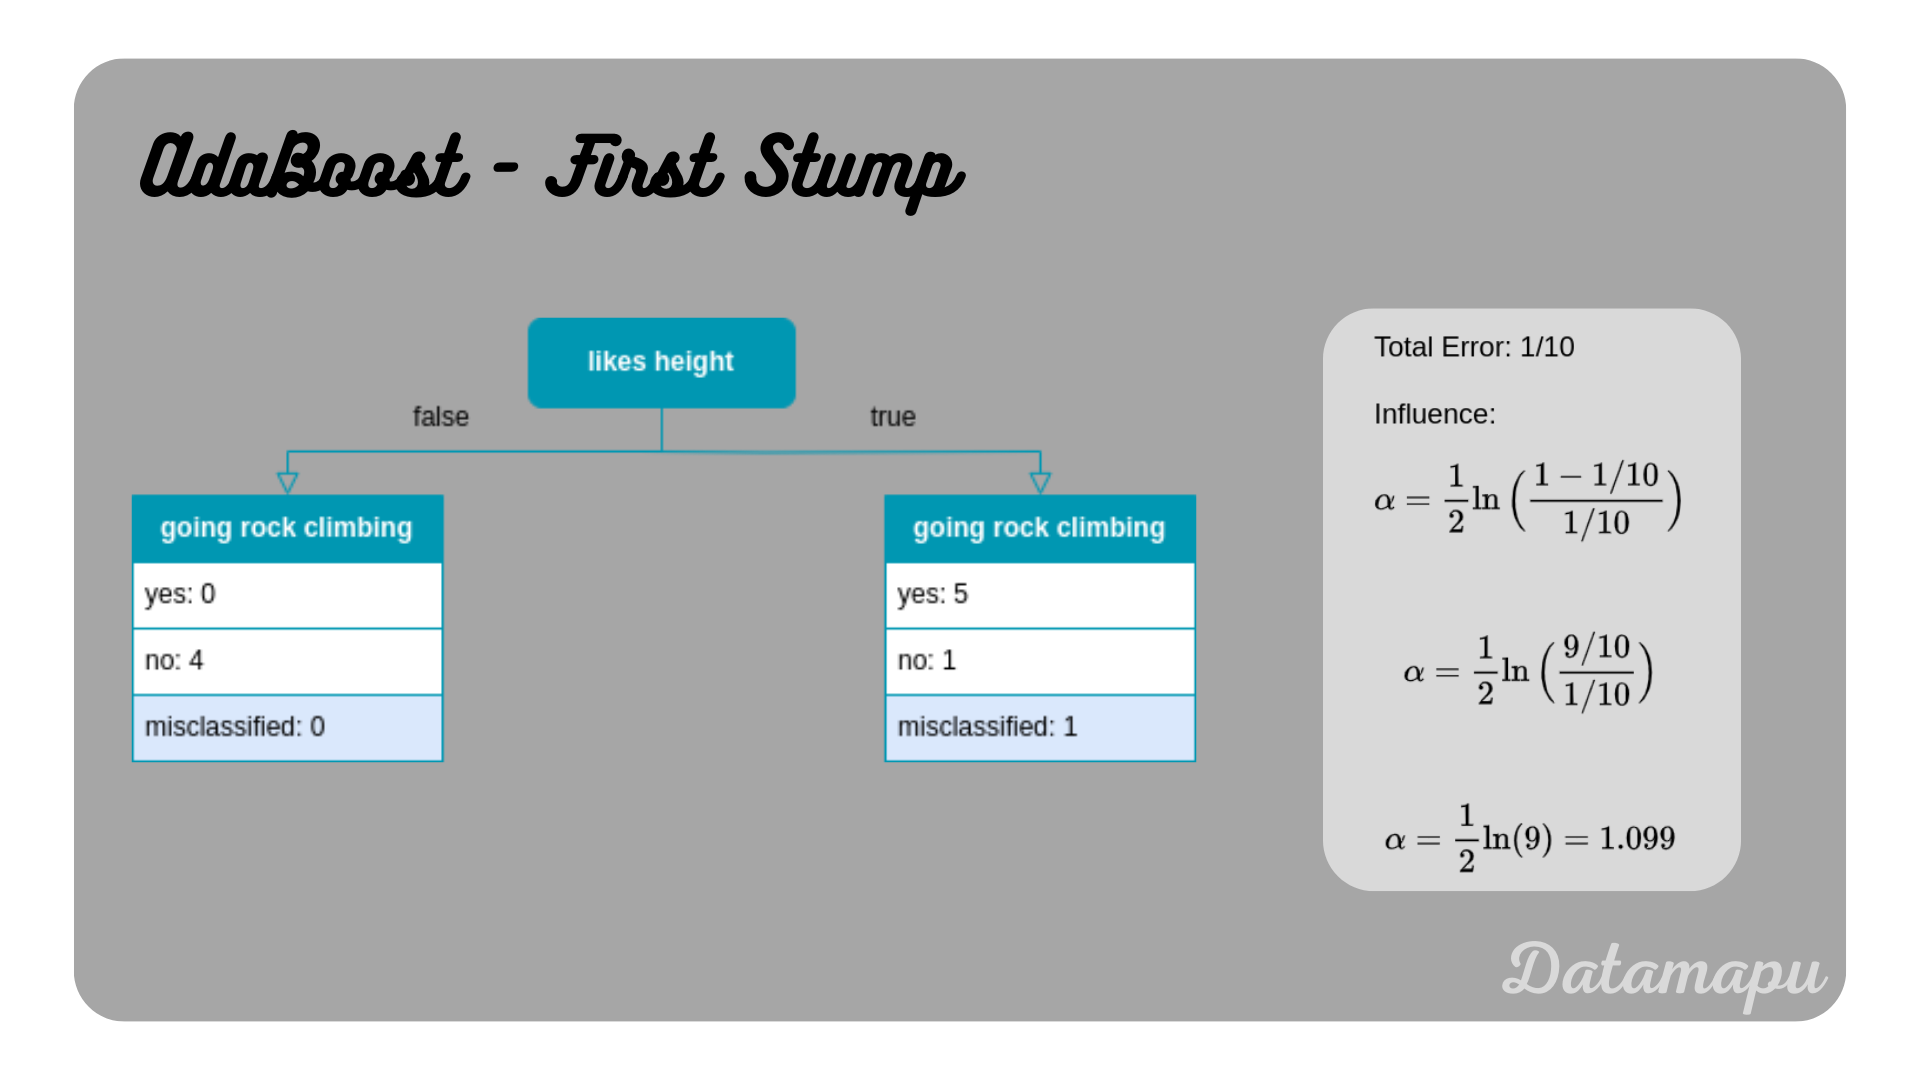 AdaBoost - First Stump
likes height
false
true
going rock climbing
yes: 0
no: 4
misclassified: 0
going rock climbing
yes: 5
no: 1
misclassified: 1
Total Error: 1/10
Influence:
α = 1/2 ln ( (1 − 1/10) / (1/10) )
α = 1/2 ln ( (9/10) / (1/10) )
α = 1/2 ln(9) = 1.099
Datamapu